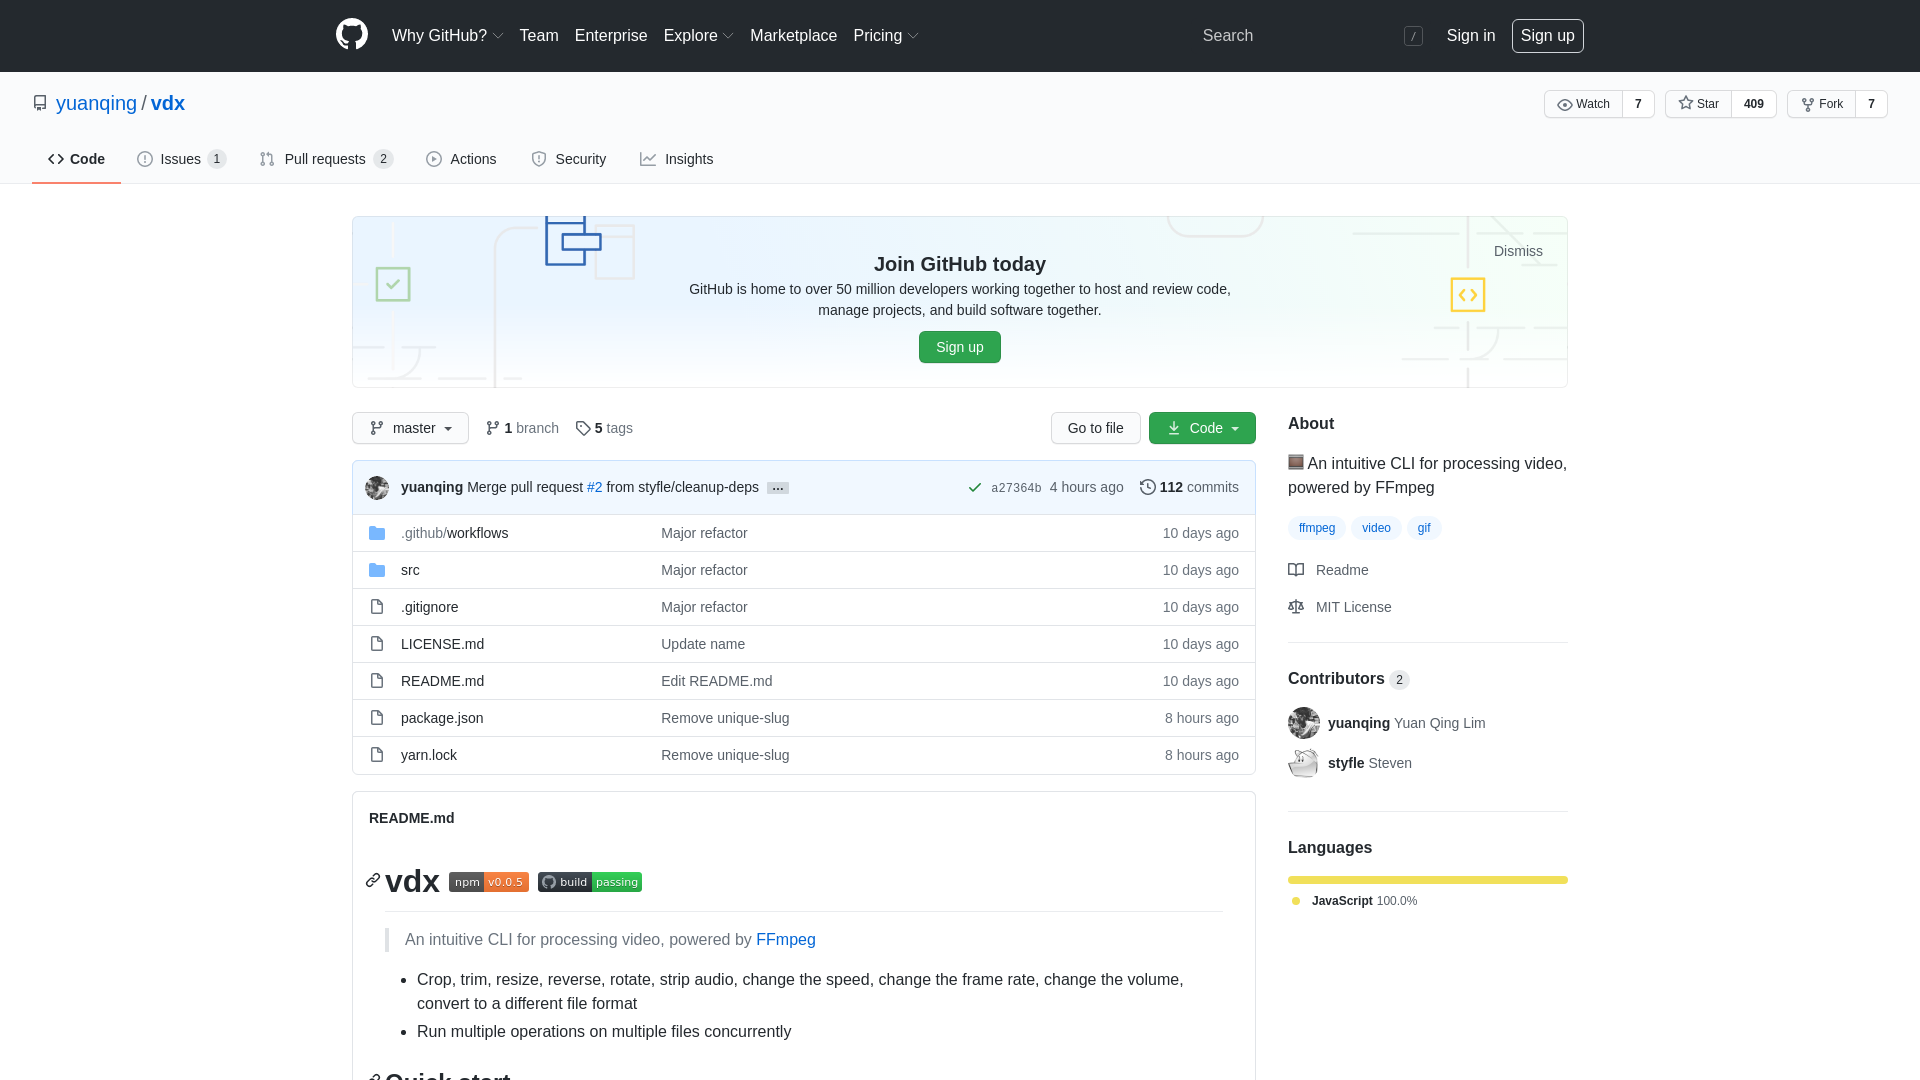 Why GitHub? Team Enterprise Explore Marketplace Pricing Search / Sign in Sign up
yuanqing / vdx Watch 7 Star 409 Fork 7
Code Issues 1 Pull requests 2 Actions Security Insights
Dismiss
Join GitHub today
GitHub is home to over 50 million developers working together to host and review code,
manage projects, and build software together.
Sign up
master 1 branch 5 tags Go to file Code
yuanqing Merge pull request #2 from styfle/cleanup-deps … a27364b 4 hours ago 112 commits
.github/workflows Major refactor 10 days ago
src Major refactor 10 days ago
.gitignore Major refactor 10 days ago
LICENSE.md Update name 10 days ago
README.md Edit README.md 10 days ago
package.json Remove unique-slug 8 hours ago
yarn.lock Remove unique-slug 8 hours ago
README.md
vdx npm v0.0.5 build passing
An intuitive CLI for processing video, powered by FFmpeg
• Crop, trim, resize, reverse, rotate, strip audio, change the speed, change the frame rate, change the volume,
convert to a different file format
• Run multiple operations on multiple files concurrently
Quick start
About
An intuitive CLI for processing video,
powered by FFmpeg
ffmpeg video gif
Readme
MIT License
Contributors 2
yuanqing Yuan Qing Lim
styfle Steven
Languages
JavaScript 100.0%